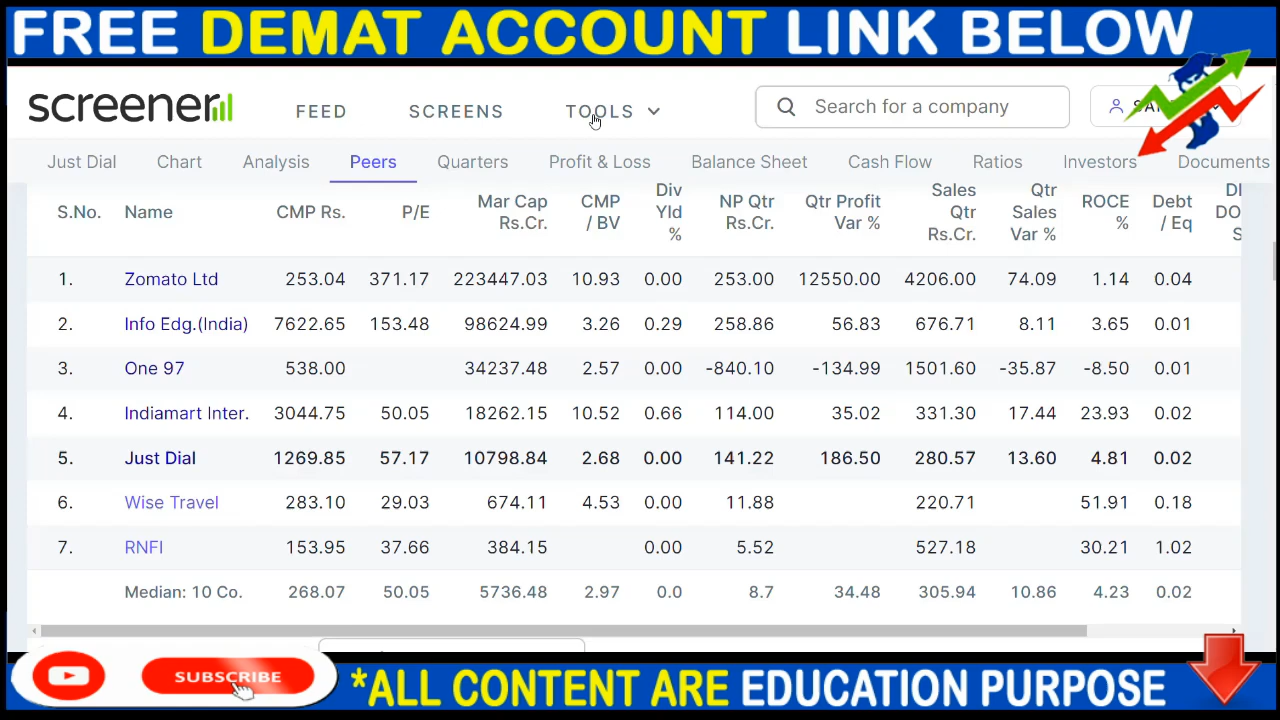 FREE DEMAT ACCOUNT LINK BELOW
screener FEED SCREENS TOOLS Search for a company
Just Dial Chart Analysis Peers Quarters Profit & Loss Balance Sheet Cash Flow Ratios Investors Documents
S.No. Name CMP Rs. P/E Mar Cap Rs.Cr. CMP / BV Div Yld % NP Qtr Rs.Cr. Qtr Profit Var % Sales Qtr Rs.Cr. Qtr Sales Var % ROCE % Debt / Eq
1. Zomato Ltd 253.04 371.17 223447.03 10.93 0.00 253.00 12550.00 4206.00 74.09 1.14 0.04
2. Info Edg.(India) 7622.65 153.48 98624.99 3.26 0.29 258.86 56.83 676.71 8.11 3.65 0.01
3. One 97 538.00 34237.48 2.57 0.00 -840.10 -134.99 1501.60 -35.87 -8.50 0.01
4. Indiamart Inter. 3044.75 50.05 18262.15 10.52 0.66 114.00 35.02 331.30 17.44 23.93 0.02
5. Just Dial 1269.85 57.17 10798.84 2.68 0.00 141.22 186.50 280.57 13.60 4.81 0.02
6. Wise Travel 283.10 29.03 674.11 4.53 0.00 11.88 220.71 51.91 0.18
7. RNFI 153.95 37.66 384.15 0.00 5.52 527.18 30.21 1.02
Median: 10 Co. 268.07 50.05 5736.48 2.97 0.0 8.7 34.48 305.94 10.86 4.23 0.02
SUBSCRIBE
*ALL CONTENT ARE EDUCATION PURPOSE